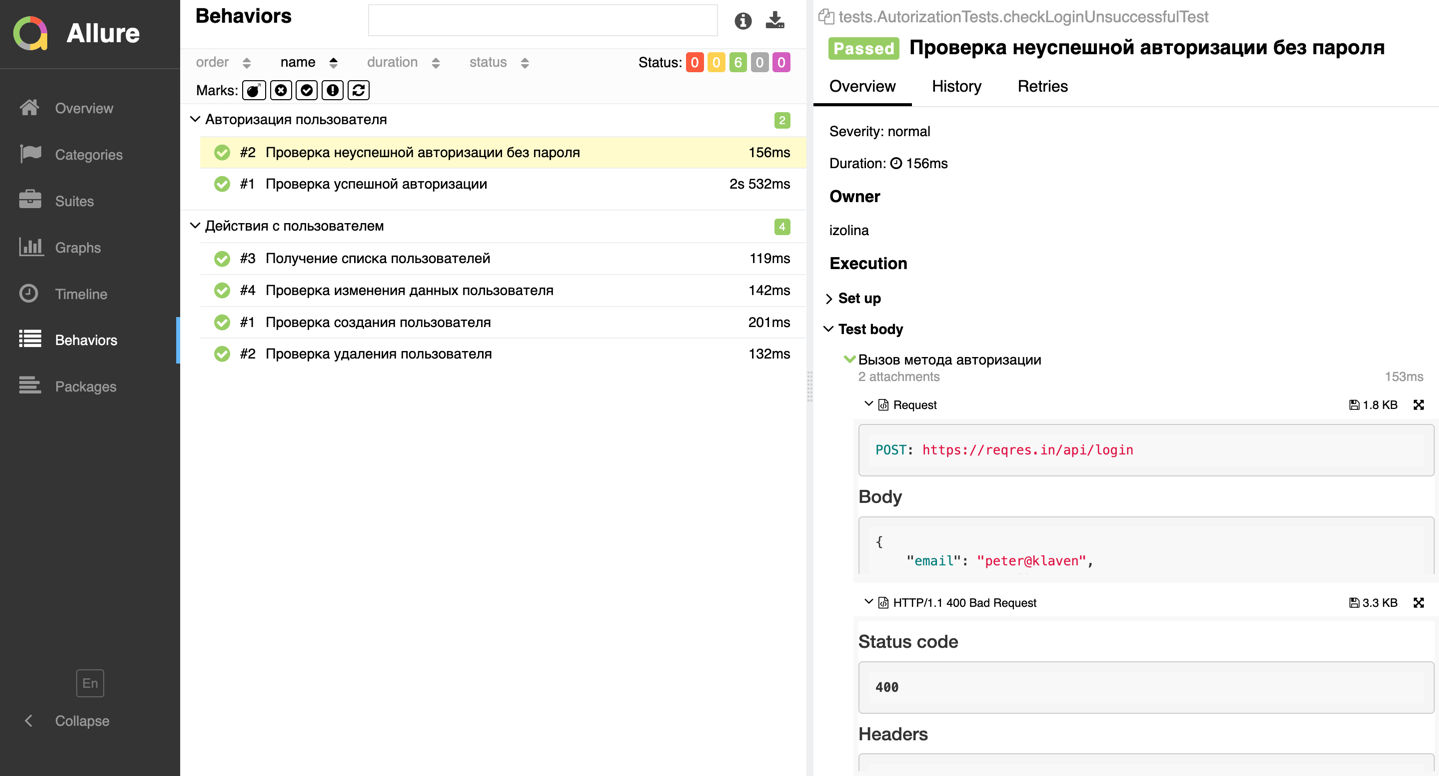 Allure
Overview
Categories
Suites
Graphs
Timeline
Behaviors
Packages
En
Collapse
Behaviors
order name duration status Status: 0 0 6 0 0
Marks:
Авторизация пользователя 2
#2 Проверка неуспешной авторизации без пароля 156ms
#1 Проверка успешной авторизации 2s 532ms
Действия с пользователем 4
#3 Получение списка пользователей 119ms
#4 Проверка изменения данных пользователя 142ms
#1 Проверка создания пользователя 201ms
#2 Проверка удаления пользователя 132ms
tests.AutorizationTests.checkLoginUnsuccessfulTest
Passed Проверка неуспешной авторизации без пароля
Overview History Retries
Severity: normal
Duration: 156ms
Owner
izolina
Execution
Set up
Test body
Вызов метода авторизации
2 attachments 153ms
Request 1.8 KB
POST: https://reqres.in/api/login
Body
{
"email": "peter@klaven",
HTTP/1.1 400 Bad Request 3.3 KB
Status code
400
Headers